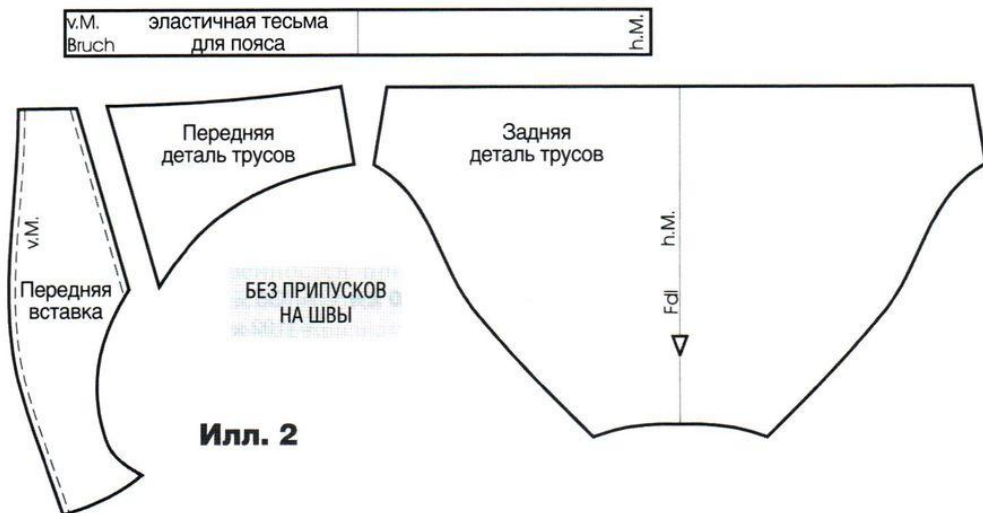 v.M. эластичная тесьма
Bruch для пояса
h.M.
Передняя
деталь трусов
Задняя
деталь трусов
v.M.
h.M.
Передняя
вставка
Fdl
БЕЗ ПРИПУСКОВ
НА ШВЫ
Илл. 2